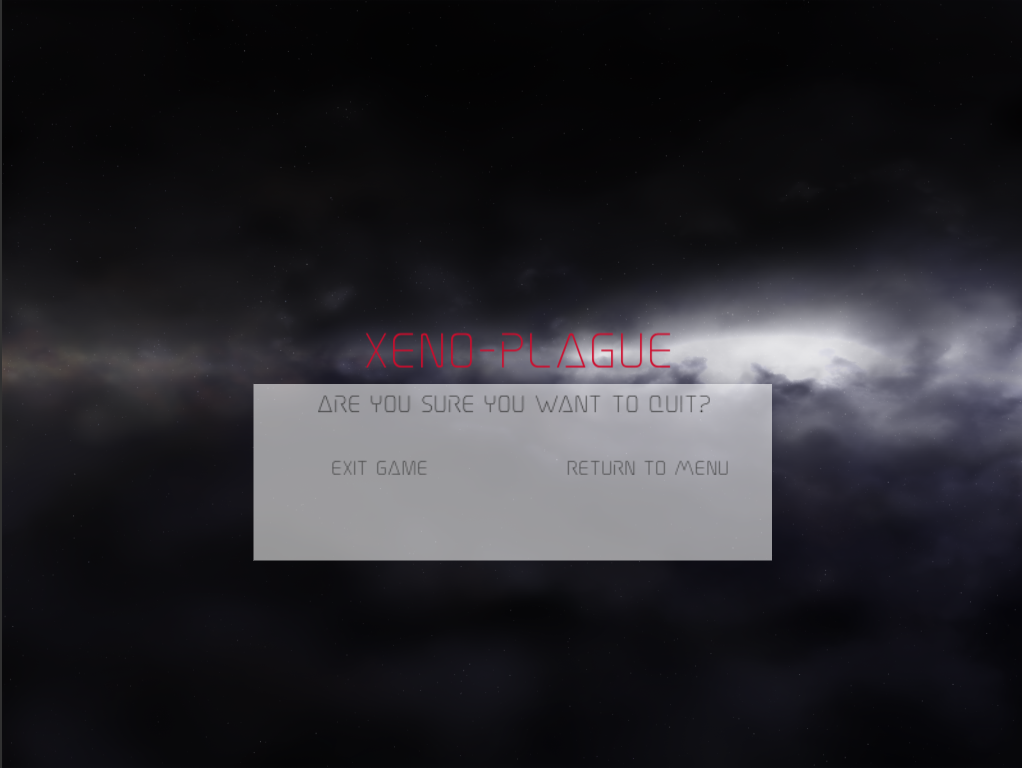 XENO-PLAGUE
ARE YOU SURE YOU WANT TO QUIT?
EXIT GAME
RETURN TO MENU